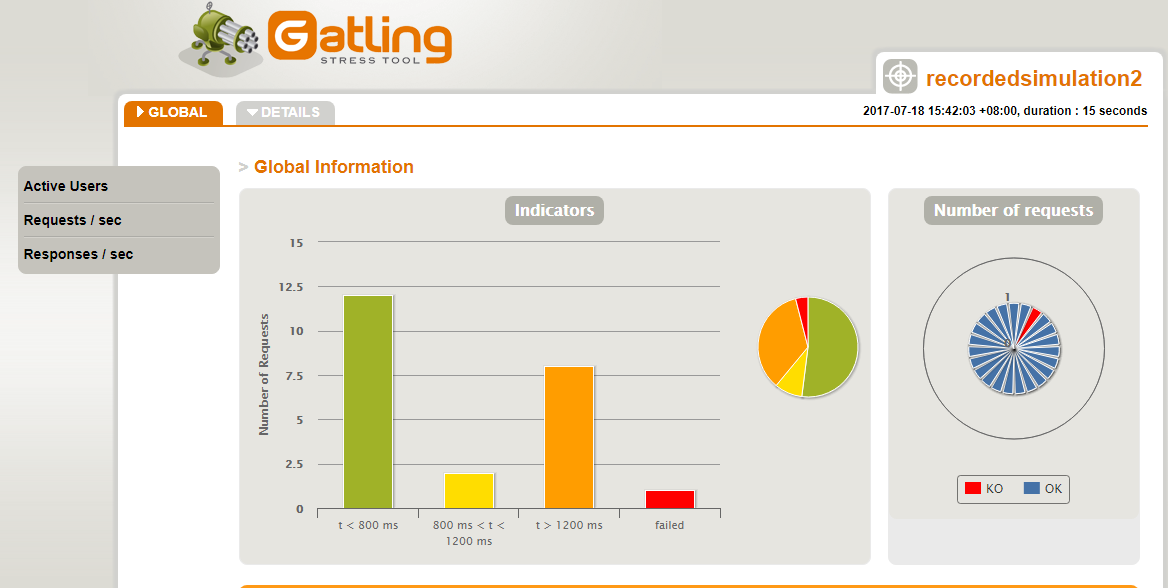 Gatling
STRESS TOOL
recordedsimulation2
GLOBAL
DETAILS
2017-07-18 15:42:03 +08:00, duration : 15 seconds
> Global Information
Active Users
Requests / sec
Responses / sec
Indicators
Number of Requests
15
12.5
10
7.5
5
2.5
0
t < 800 ms
800 ms < t <
1200 ms
t > 1200 ms
failed
Number of requests
1
0
KO
OK